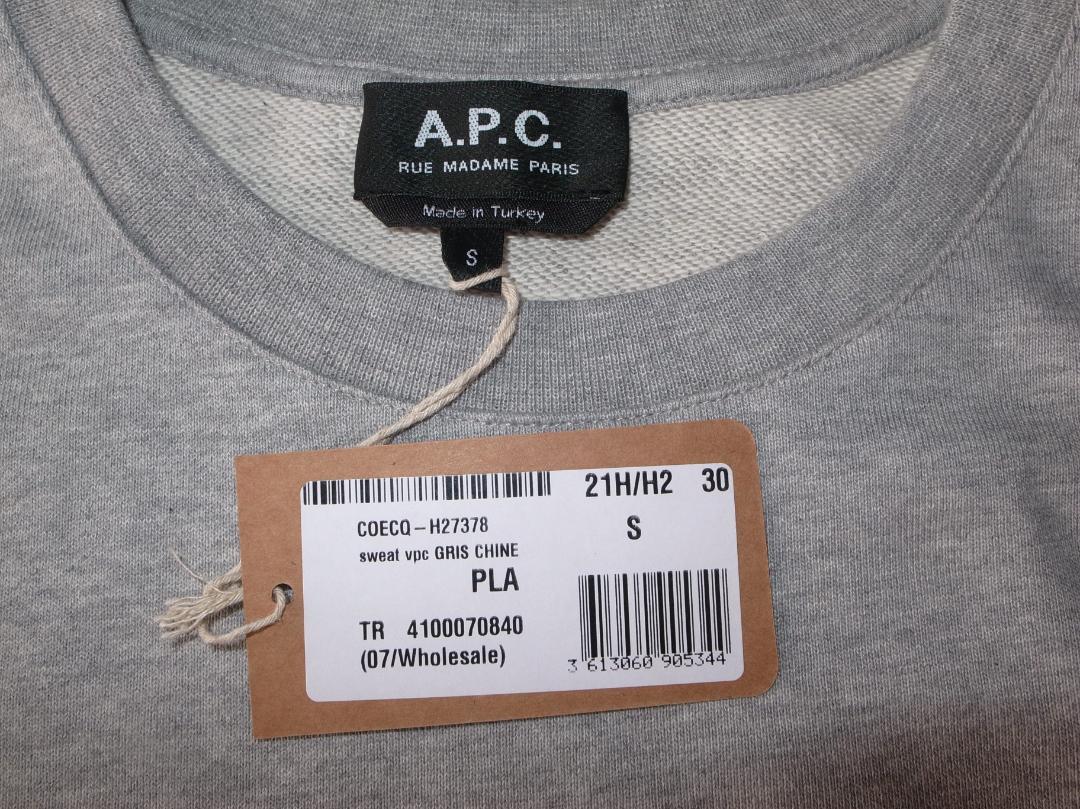 A.P.C.
RUE MADAME PARIS
Made in Turkey
S
21H/H2 30
COECQ-H27378
S
sweat vpc GRIS CHINE
PLA
TR 4100070840
(07/Wholesale)
3 613060 905344